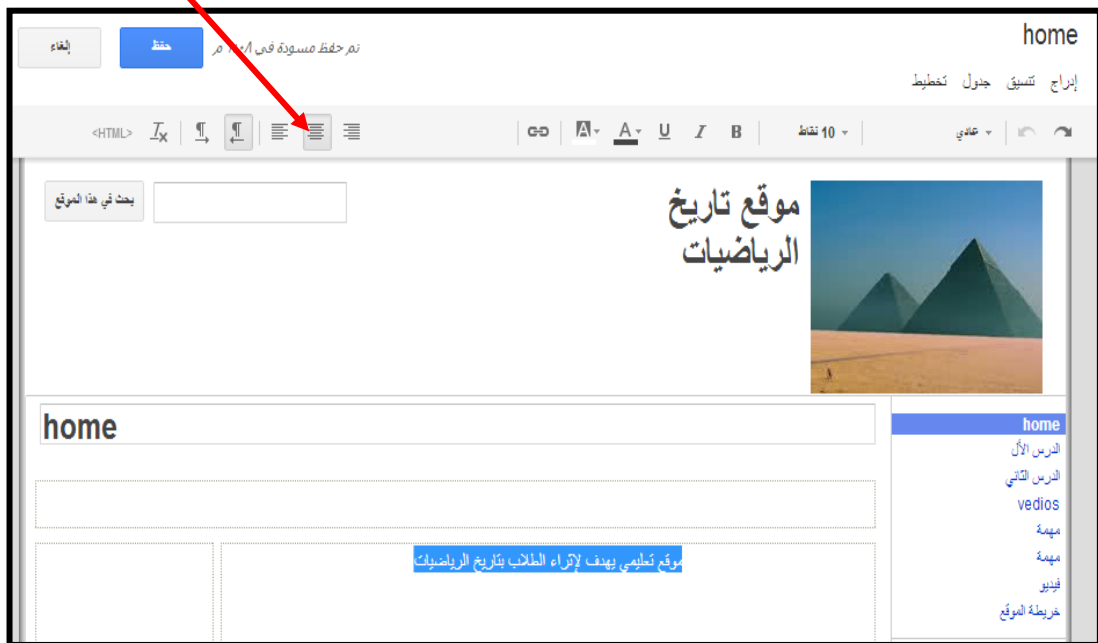 home
تم حفظ مسودة في
حفظ
إلغاء
إدراج تنسيق جدول تخطيط
عادي
10 نقاط
B I U A A
<HTML>
موقع تاريخ
الرياضيات
بحث في هذا الموقع
home
home
الدرس الأل
الدرس الثاني
vedios
مهمة
مهمة
فيديو
خريطة الموقع
موقع تعليمي يهدف لإثراء الطلاب بتاريخ الرياضيات